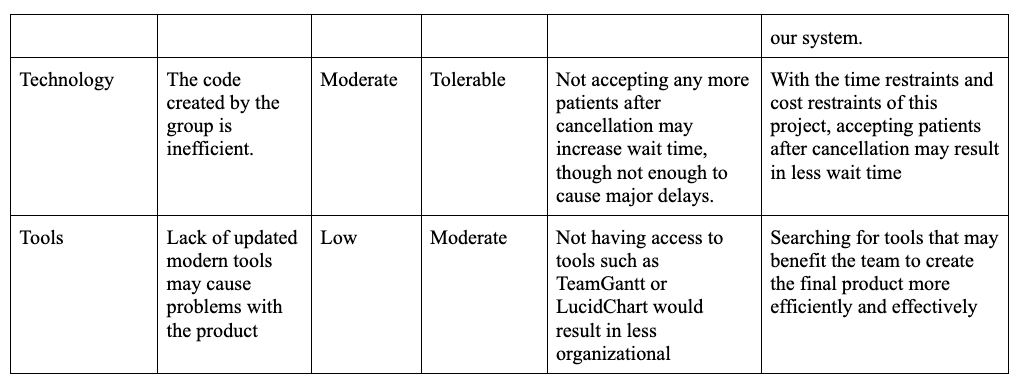 our system.
Technology
The code
created by the
group is
inefficient.
Moderate
Tolerable
Not accepting any more
patients after
cancellation may
increase wait time,
though not enough to
cause major delays.
With the time restraints and
cost restraints of this
project, accepting patients
after cancellation may result
in less wait time
Tools
Lack of updated
modern tools
may cause
problems with
the product
Low
Moderate
Not having access to
tools such as
TeamGantt or
LucidChart would
result in less
organizational
Searching for tools that may
benefit the team to create
the final product more
efficiently and effectively